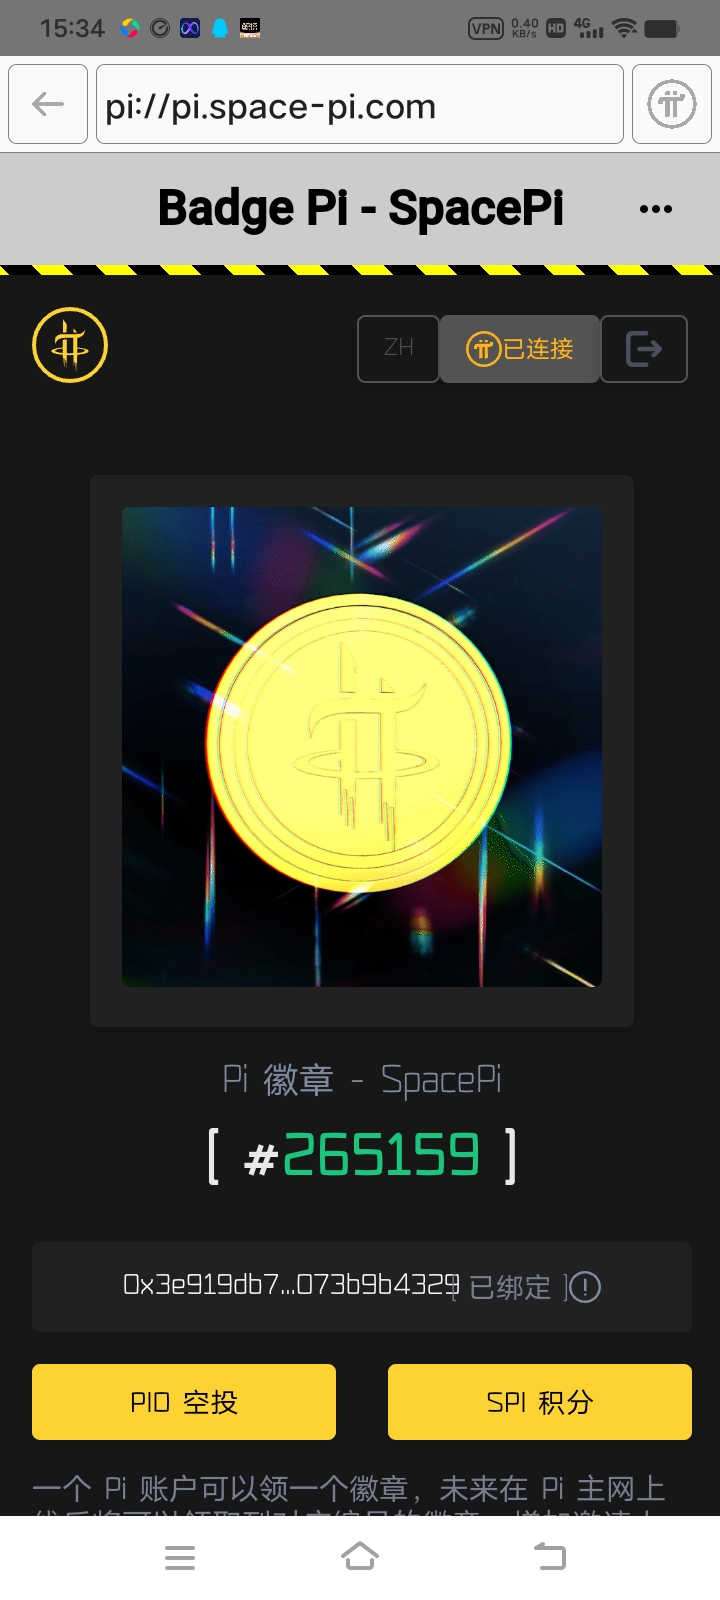 15:34
VPN 0.40 KB/s HD 4G
pi://pi.space-pi.com
Badge Pi - SpacePi
ZH
已连接
Pi 徽章 - SpacePi
[ #265159 ]
0x3e919db7...073b9b4329 [ 已绑定 ]
PIO 空投
SPI 积分
一个 Pi 账户可以领一个徽章，未来在 Pi 主网上